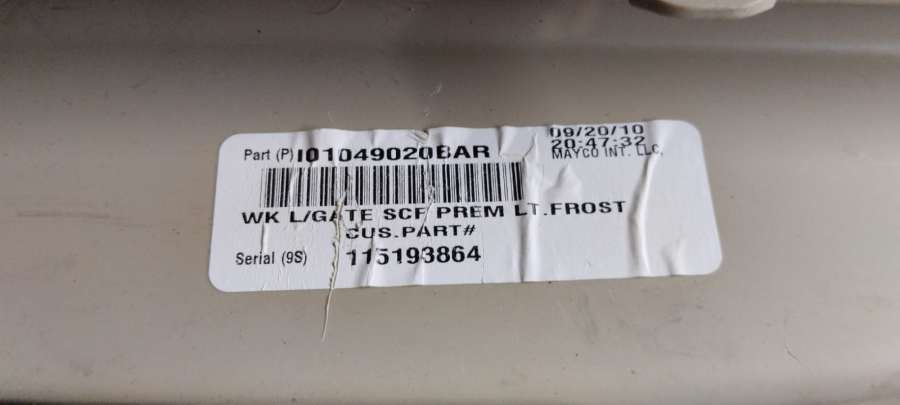 09/20/10
Part (P) I01049020BAR 20:47:32
MAYCO INT. LLC,
WK L/GATE SCF PREM LT.FROST
CUS.PART#
Serial (9S) 115193864